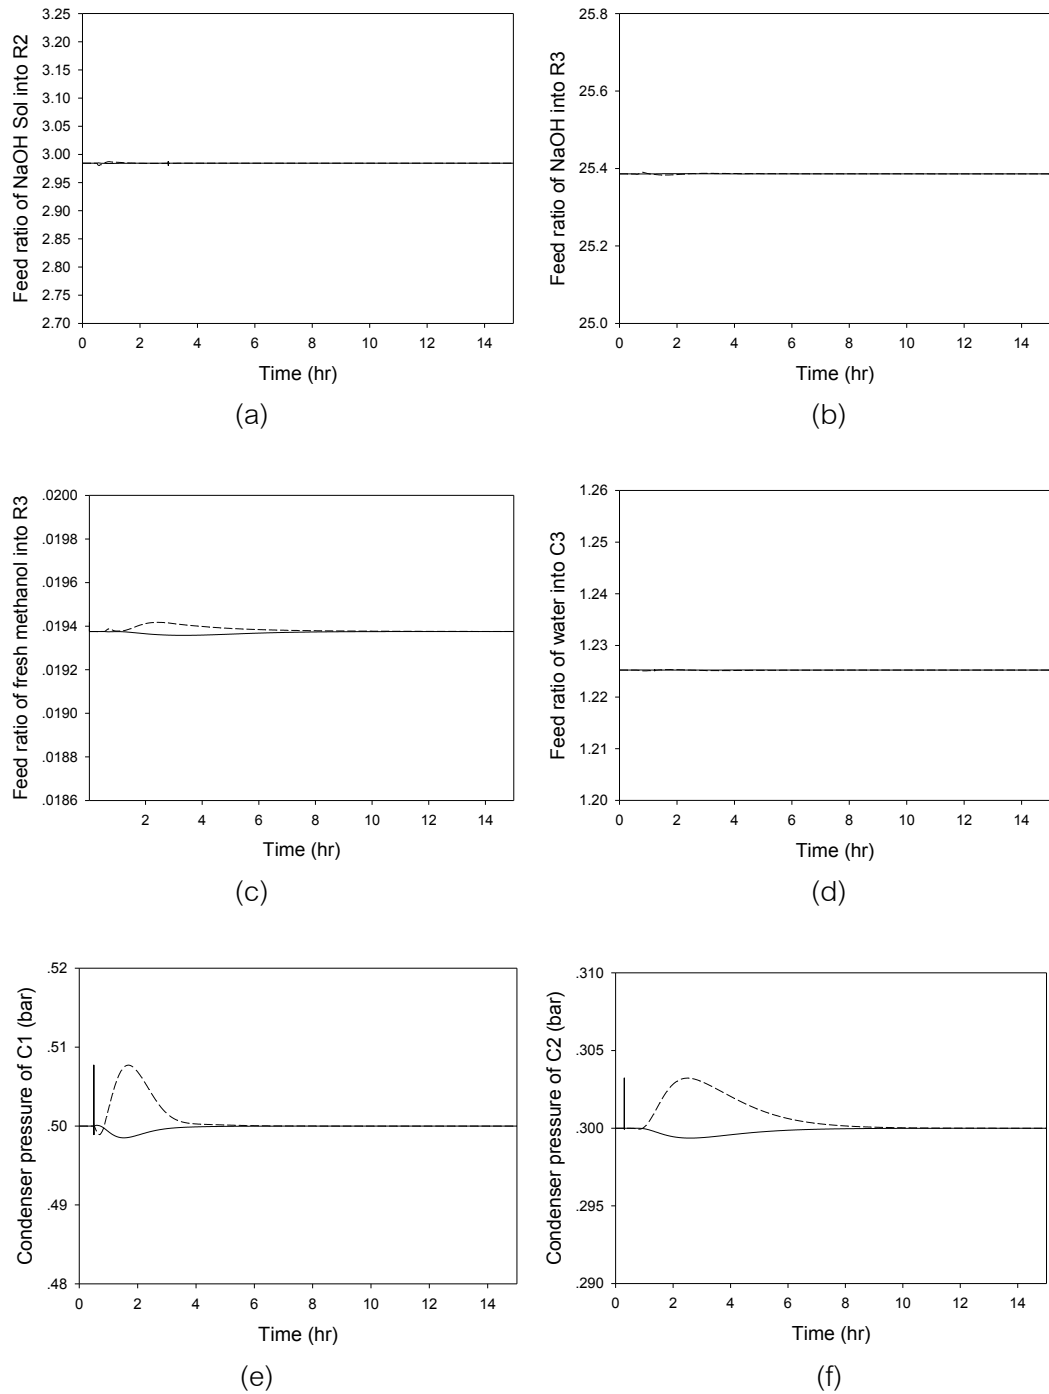 Feed ratio of NaOH Sol into R2
3.25
3.20
3.15
3.10
3.05
3.00
2.95
2.90
2.85
2.80
2.75
2.70
0 2 4 6 8 10 12 14
Time (hr)
(a)
Feed ratio of NaOH into R3
25.8
25.6
25.4
25.2
25.0
0 2 4 6 8 10 12 14
Time (hr)
(b)
Feed ratio of fresh methanol into R3
.0200
.0198
.0196
.0194
.0192
.0190
.0188
.0186
2 4 6 8 10 12 14
Time (hr)
(c)
Feed ratio of water into C3
1.26
1.25
1.24
1.23
1.22
1.21
1.20
0 2 4 6 8 10 12 14
Time (hr)
(d)
Condenser pressure of C1 (bar)
.52
.51
.50
.49
.48
0 2 4 6 8 10 12 14
Time (hr)
(e)
Condenser pressure of C2 (bar)
.310
.305
.300
.295
.290
0 2 4 6 8 10 12 14
Time (hr)
(f)